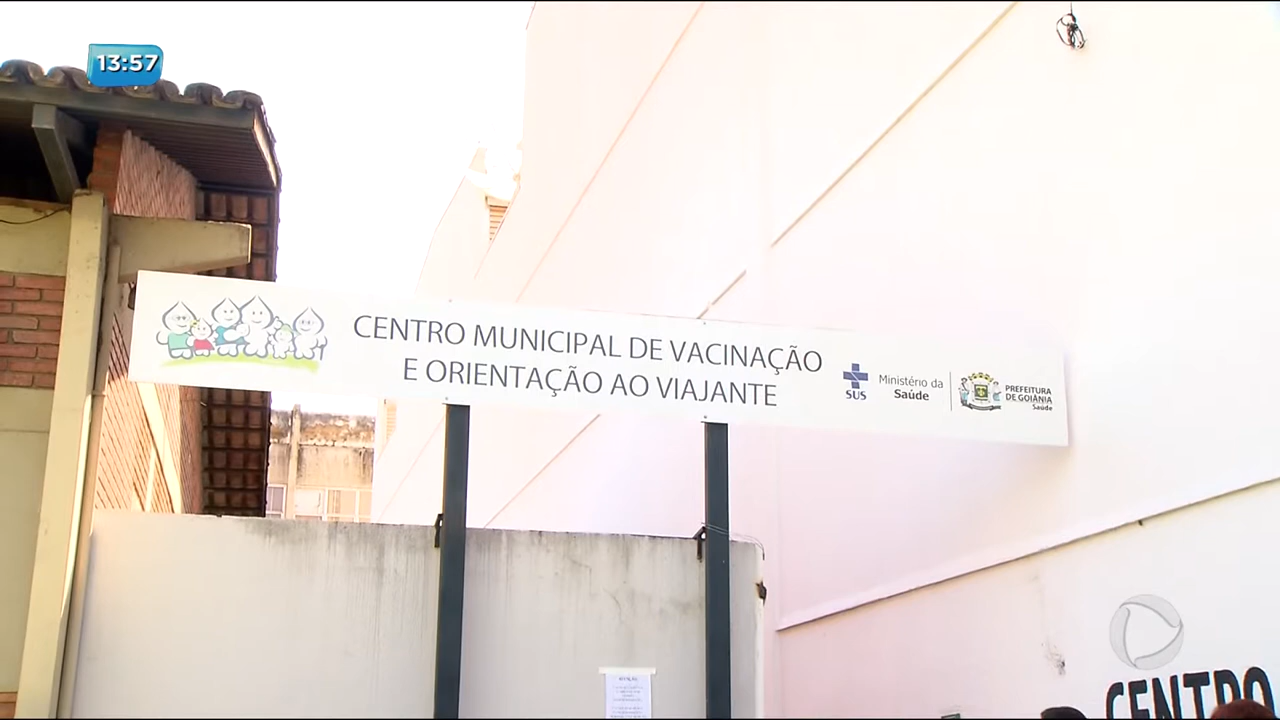 13:57
CENTRO MUNICIPAL DE VACINAÇÃO
E ORIENTAÇÃO AO VIAJANTE
SUS
Ministério da
Saúde
PREFEITURA
DE GOIÂNIA
Saúde
CENTRO